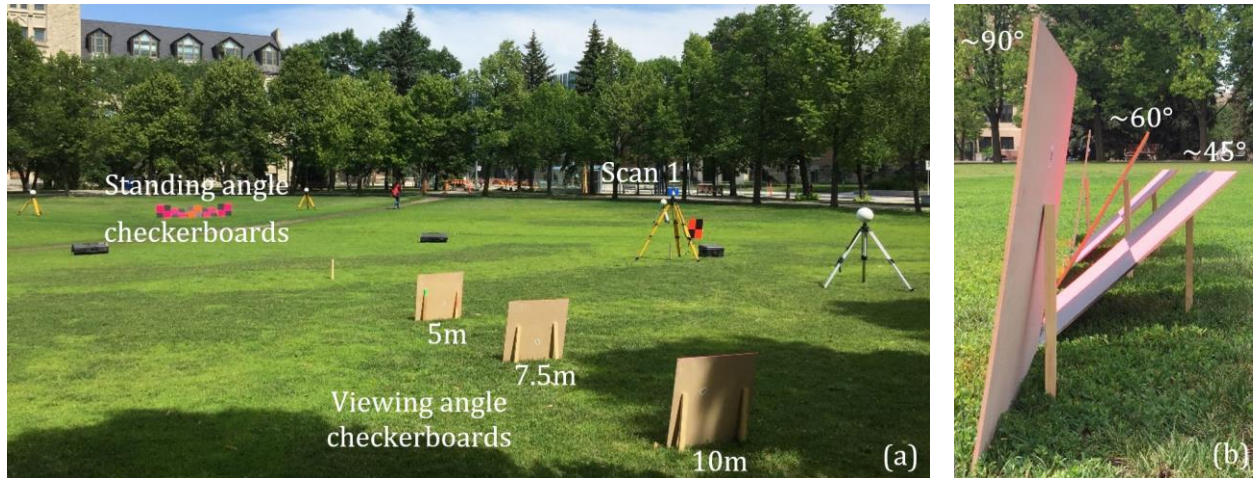 Standing angle
checkerboards
Scan 1
5m
7.5m
Viewing angle
checkerboards
10m
(a)
~90°
~60°
~45°
(b)